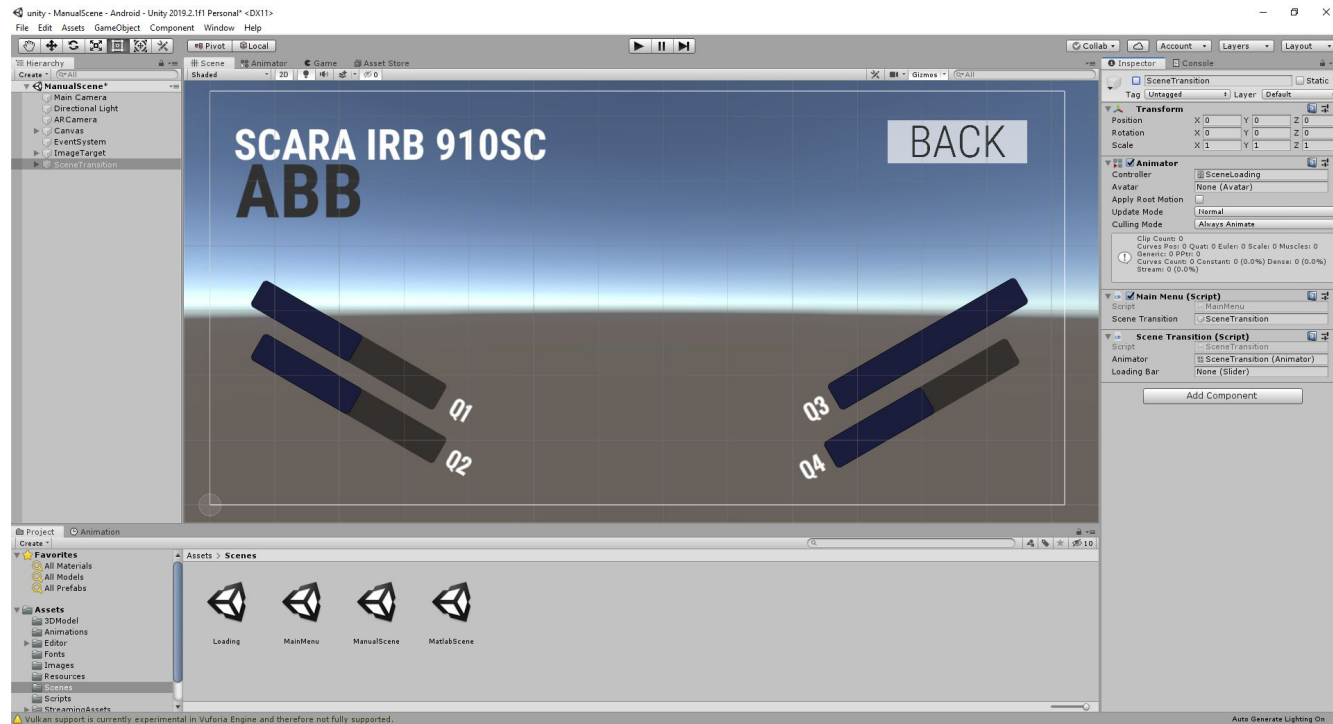 unity - ManualScene - Android - Unity 2019.2.1f1 Personal* <DX11>
File Edit Assets GameObject Component Window Help
Pivot Local
Collab Account Layers Layout
Hierarchy
Create All
ManualScene*
Main Camera
Directional Light
ARCamera
Canvas
EventSystem
ImageTarget
SceneTransition
Scene Animator Game Asset Store
Shaded 2D 0 Gizmos All
SCARA IRB 910SC
ABB
BACK
Q1
Q2
Q3
Q4
Inspector Console
SceneTransition Static
Tag Untagged Layer Default
Transform
Position X 0 Y 0 Z 0
Rotation X 0 Y 0 Z 0
Scale X 1 Y 1 Z 1
Animator
Controller SceneLoading
Avatar None (Avatar)
Apply Root Motion
Update Mode Normal
Culling Mode Always Animate
Clip Count: 0
Curves Pos: 0 Quat: 0 Euler: 0 Scale: 0 Muscles: 0
Generic: 0 PPtr: 0
Curves Count: 0 Constant: 0 (0.0%) Dense: 0 (0.0%)
Stream: 0 (0.0%)
Main Menu (Script)
Script MainMenu
Scene Transition SceneTransition
Scene Transition (Script)
Script SceneTransition
Animator SceneTransition (Animator)
Loading Bar None (Slider)
Add Component
Project Animation
Create 10
Favorites
All Materials
All Models
All Prefabs
Assets
3DModel
Animations
Editor
Fonts
Images
Resources
Scenes
Scripts
StreamingAssets
Assets > Scenes
Loading MainMenu ManualScene MatlabScene
Vulkan support is currently experimental in Vuforia Engine and therefore not fully supported.
Auto Generate Lighting On